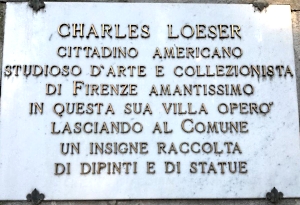 CHARLES LOESER
CITTADINO AMERICANO
STUDIOSO D'ARTE E COLLEZIONISTA
DI FIRENZE AMANTISSIMO
IN QUESTA SUA VILLA OPERO'
LASCIANDO AL COMUNE
UN INSIGNE RACCOLTA
DI DIPINTI E DI STATUE